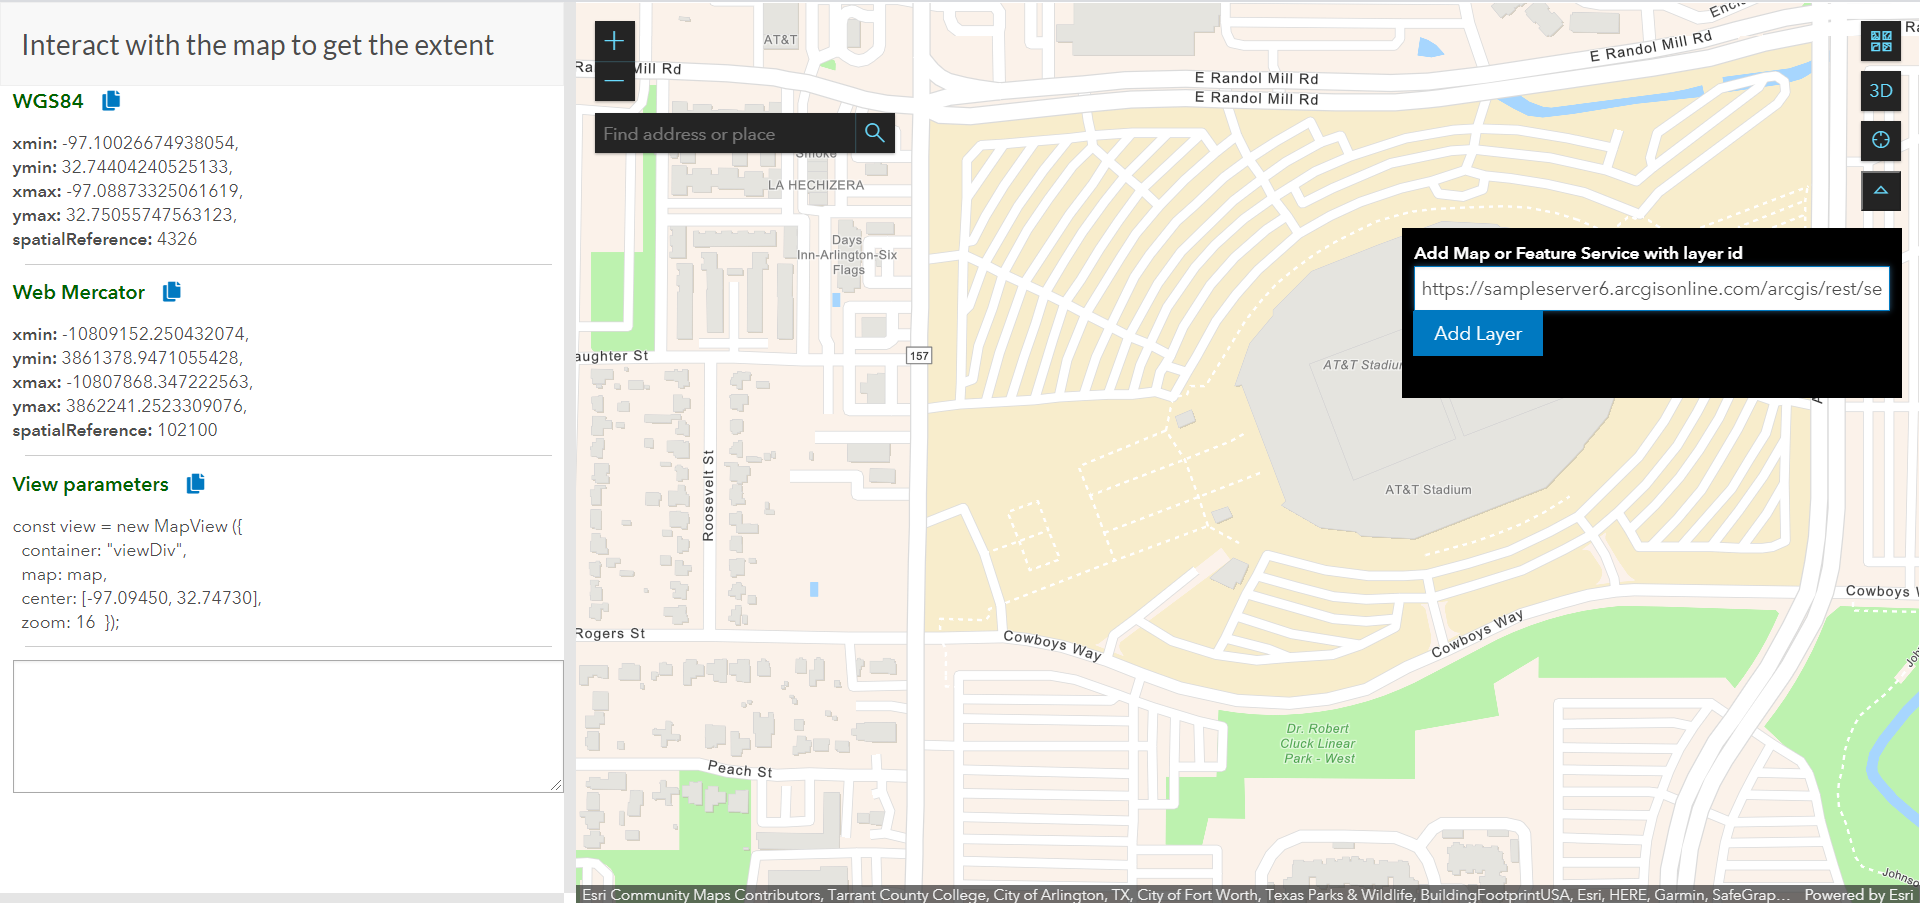 Interact with the map to get the extent
WGS84
xmin: -97.10026674938054,
ymin: 32.74404240525133,
xmax: -97.08873325061619,
ymax: 32.75055747563123,
spatialReference: 4326
Web Mercator
xmin: -10809152.250432074,
ymin: 3861378.9471055428,
xmax: -10807868.347222563,
ymax: 3862241.2523309076,
spatialReference: 102100
View parameters
const view = new MapView ({
container: "viewDiv",
map: map,
center: [-97.09450, 32.74730],
zoom: 16 });
+
−
Find address or place
AT&T
Mill Rd
E Randol Mill Rd
E Randol Mill Rd
E Randol Mill Rd
3D
Smoke
LA HECHIZERA
Days
Inn-Arlington-Six
Flags
Add Map or Feature Service with layer id
https://sampleserver6.arcgisonline.com/arcgis/rest/se
Add Layer
aughter St
157
AT&T Stadiu
AT&T Stadium
Roosevelt St
Rogers St
Cowboys Way
Cowboys Way
Cowboys
Dr. Robert
Cluck Linear
Park - West
Peach St
Johns
Esri Community Maps Contributors, Tarrant County College, City of Arlington, TX, City of Fort Worth, Texas Parks & Wildlife, BuildingFootprintUSA, Esri, HERE, Garmin, SafeGrap...
Powered by Esri